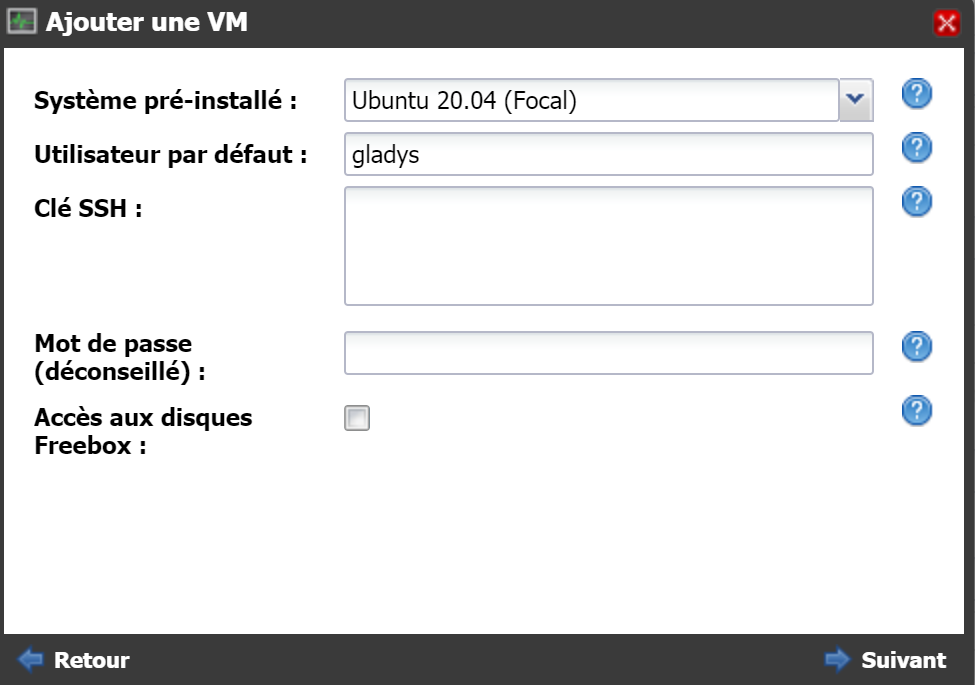 Ajouter une VM
Système pré-installé :
Ubuntu 20.04 (Focal)
Utilisateur par défaut :
gladys
Clé SSH :
Mot de passe
(déconseillé) :
Accès aux disques
Freebox :
Retour
Suivant